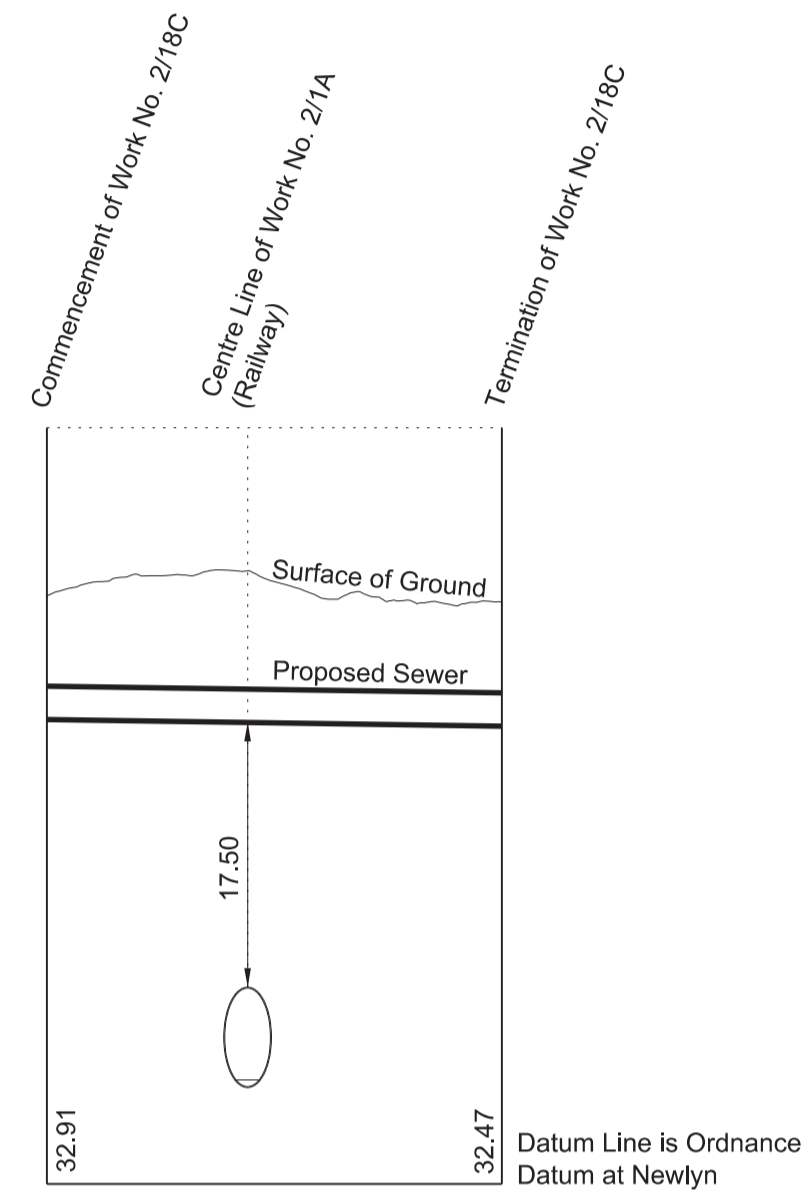 Commencement of Work No. 2/18C
Centre Line of Work No. 2/1A
(Railway)
Termination of Work No. 2/18C
Surface of Ground
Proposed Sewer
17.50
32.91
32.47
Datum Line is Ordnance
Datum at Newlyn